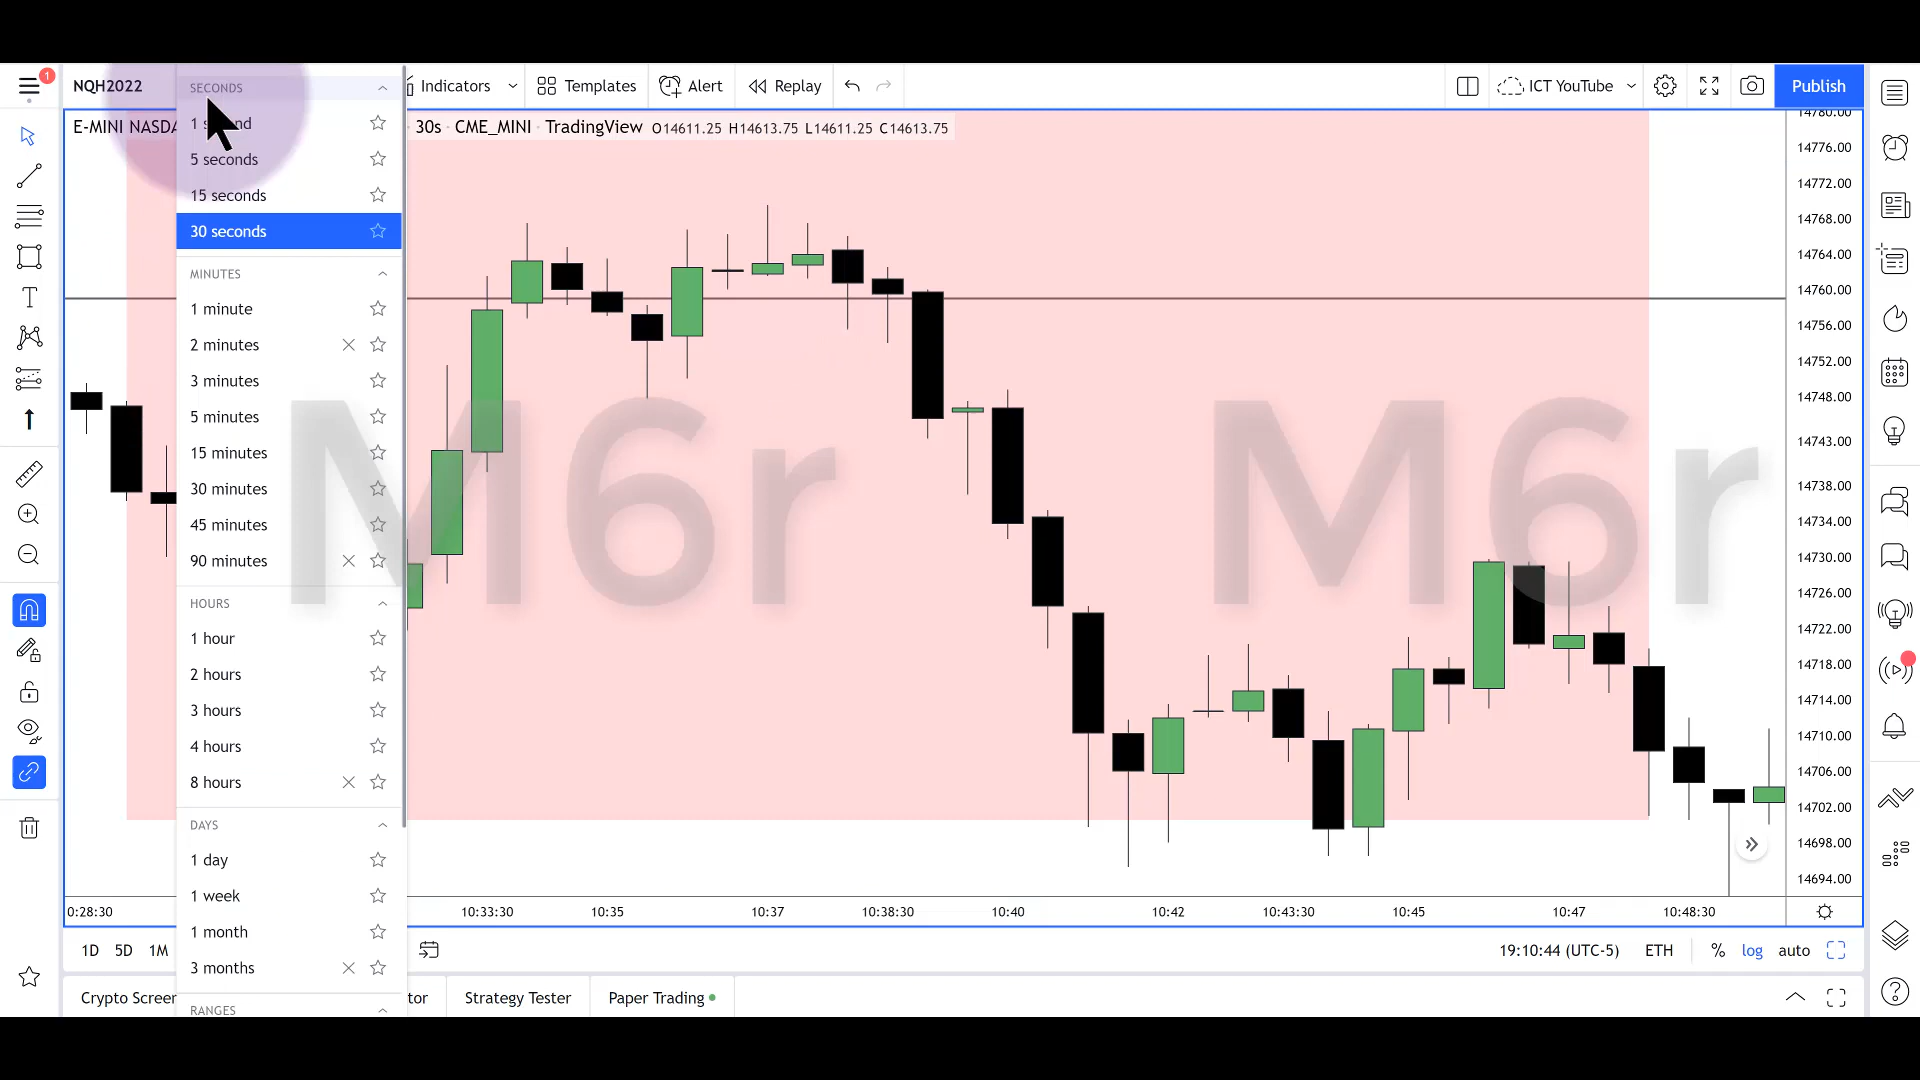 1
NQH2022
SECONDS
Indicators
Templates
Alert
Replay
ICT YouTube
Publish
E-MINI NASDA
30s · CME_MINI · TradingView O14611.25 H14613.75 L14611.25 C14613.75
5 seconds
15 seconds
30 seconds
MINUTES
1 minute
2 minutes
3 minutes
5 minutes
15 minutes
30 minutes
45 minutes
90 minutes
HOURS
1 hour
2 hours
3 hours
4 hours
8 hours
DAYS
1 day
1 week
1 month
3 months
RANGES
M6r M6r
14780.00
14776.00
14772.00
14768.00
14764.00
14760.00
14756.00
14752.00
14748.00
14743.00
14738.00
14734.00
14730.00
14726.00
14722.00
14718.00
14714.00
14710.00
14706.00
14702.00
14698.00
14694.00
0:28:30 10:33:30 10:35 10:37 10:38:30 10:40 10:42 10:43:30 10:45 10:47 10:48:30
1D 5D 1M
19:10:44 (UTC-5) ETH % log auto
Crypto Screen
tor
Strategy Tester
Paper Trading